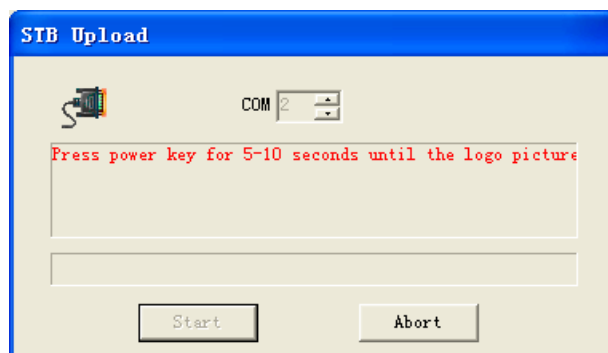 STB Upload
COM 2
Press power key for 5-10 seconds until the logo picture
Start Abort